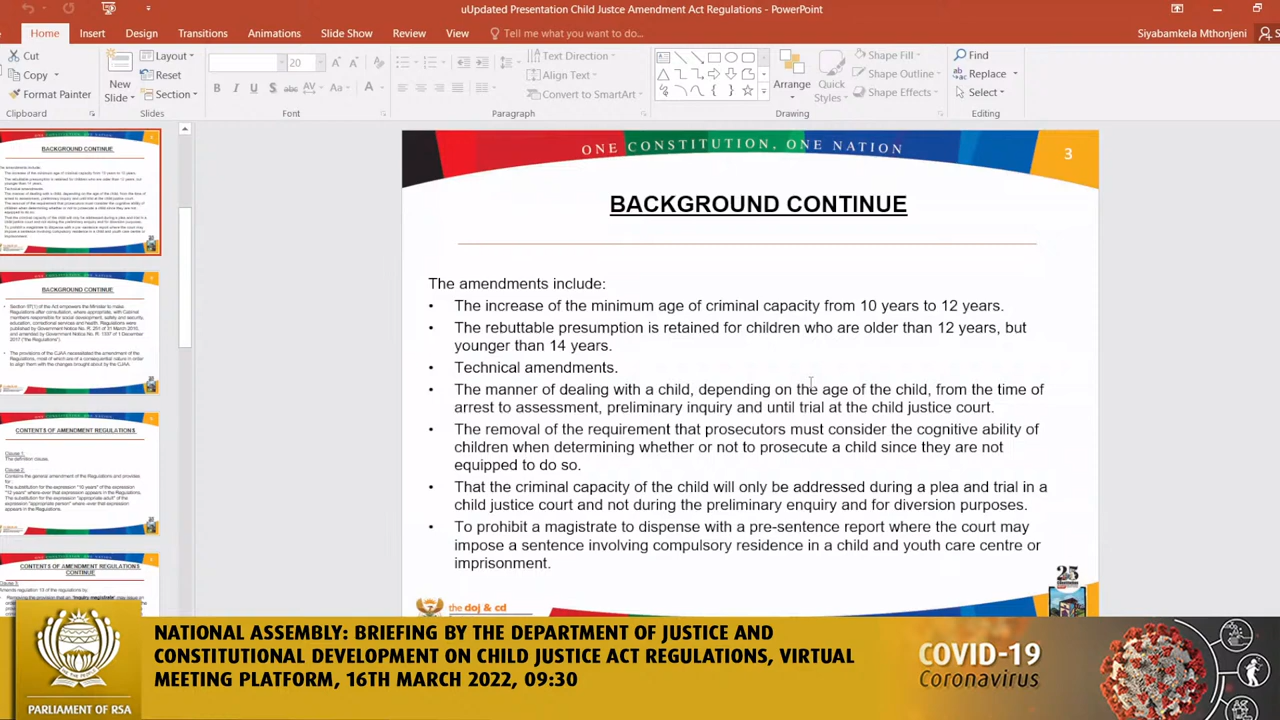 uUpdated Presentation Child Justce Amendment Act Regulations - PowerPoint
Home Insert Design Transitions Animations Slide Show Review View Tell me what you want to do... Siyabamkela Mthonjeni
Cut
Copy
Format Painter
Clipboard
New Slide
Layout
Reset
Section
Slides
20
Font
Text Direction
Align Text
Convert to SmartArt
Paragraph
Arrange
Quick Styles
Shape Fill
Shape Outline
Shape Effects
Drawing
Find
Replace
Select
Editing
BACKGROUND CONTINUE
BACKGROUND CONTINUE
CONTENTS OF AMENDMENT REGULATIONS
Clause 1.
The definition clause.
Clause 2.
CONTENTS OF AMENDMENT REGULATIONS
CONTINUE
ONE CONSTITUTION, ONE NATION
3
BACKGROUND CONTINUE
The amendments include:
• The increase of the minimum age of criminal capacity from 10 years to 12 years.
• The rebuttable presumption is retained for children who are older than 12 years, but
younger than 14 years.
• Technical amendments.
• The manner of dealing with a child, depending on the age of the child, from the time of
arrest to assessment, preliminary inquiry and until trial at the child justice court.
• The removal of the requirement that prosecutors must consider the cognitive ability of
children when determining whether or not to prosecute a child since they are not
equipped to do so.
• That the criminal capacity of the child will only be addressed during a plea and trial in a
child justice court and not during the preliminary enquiry and for diversion purposes.
• To prohibit a magistrate to dispense with a pre-sentence report where the court may
impose a sentence involving compulsory residence in a child and youth care centre or
imprisonment.
the doj & cd
25
NATIONAL ASSEMBLY: BRIEFING BY THE DEPARTMENT OF JUSTICE AND
CONSTITUTIONAL DEVELOPMENT ON CHILD JUSTICE ACT REGULATIONS, VIRTUAL
MEETING PLATFORM, 16TH MARCH 2022, 09:30
PARLIAMENT OF RSA
COVID-19
Coronavirus